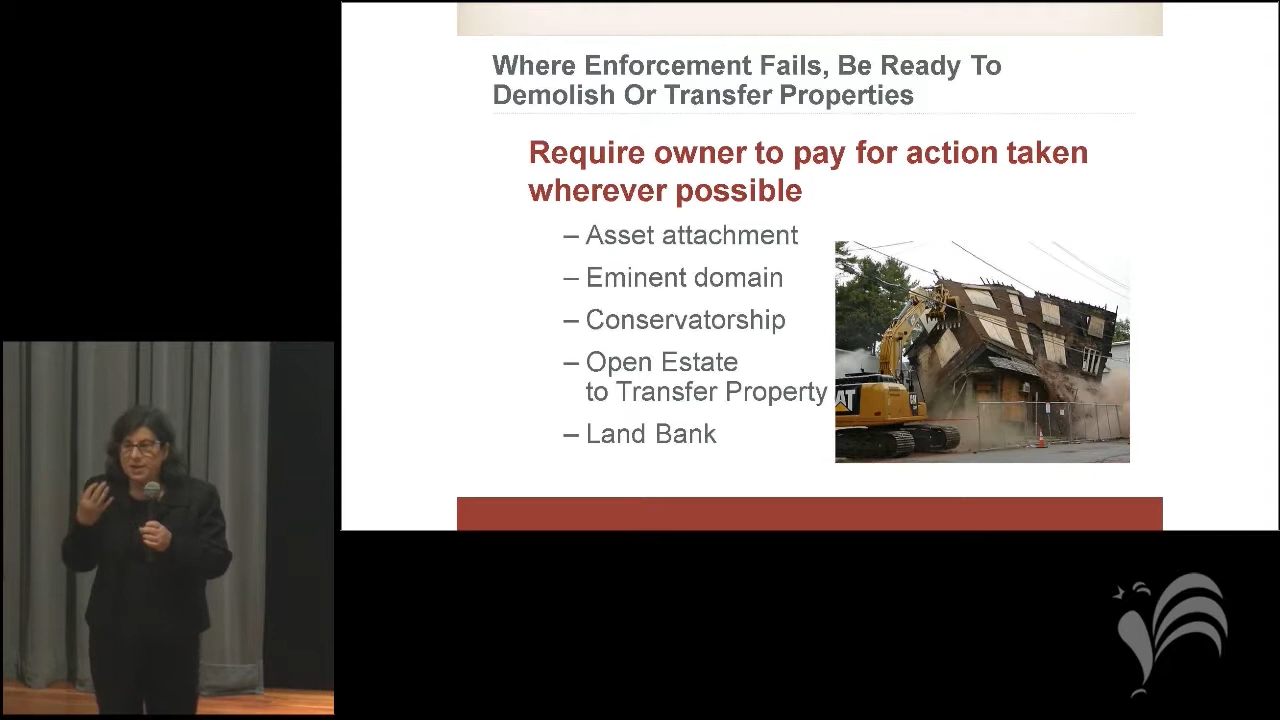 Where Enforcement Fails, Be Ready To
Demolish Or Transfer Properties
Require owner to pay for action taken
wherever possible
– Asset attachment
– Eminent domain
– Conservatorship
– Open Estate
to Transfer Property
– Land Bank
AT